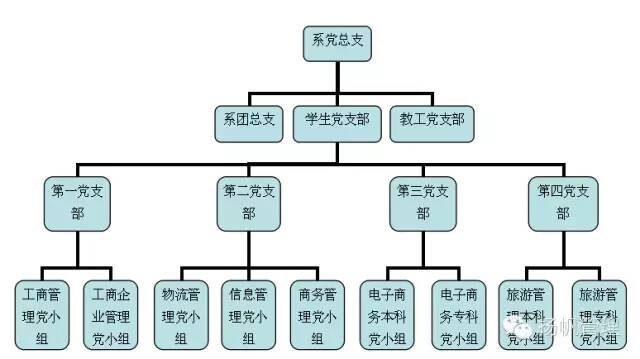 系党总支
系团总支
学生党支部
教工党支部
第一党支
部
第二党支
部
第三党支
部
第四党支
部
工商管
理党小
组
工商企
业管理
党小组
物流管
理党小
组
信息管
理党小
组
商务管
理党小
组
电子商
务本科
党小组
电子商
务专科
党小组
旅游管
理本科
党小组
旅游管
理专科
党小组
扬帆管理